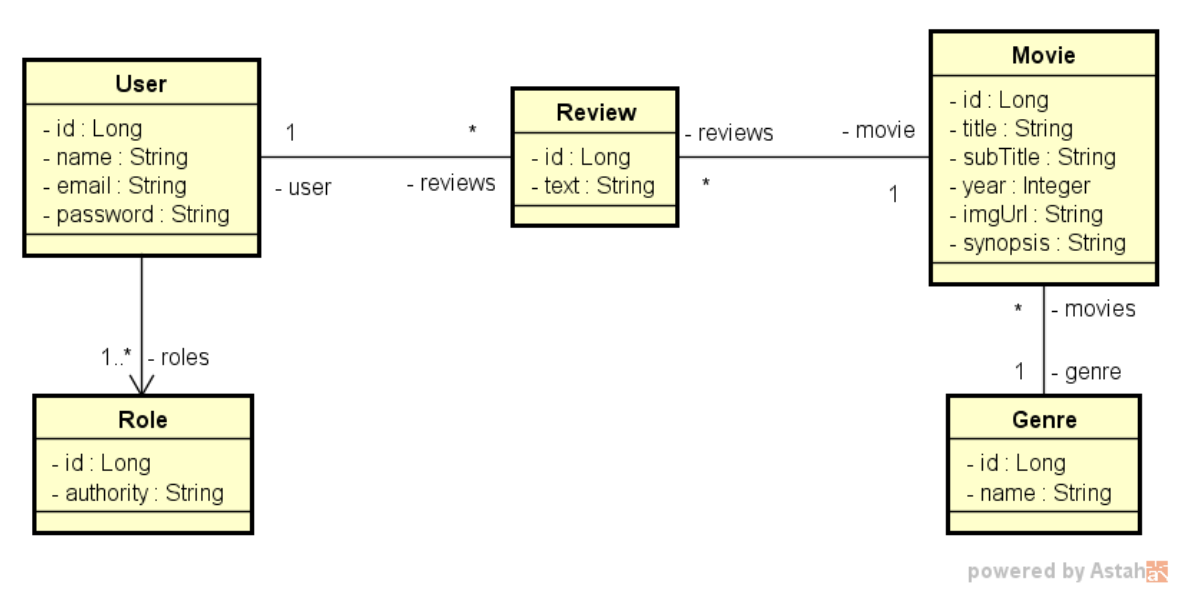 User
- id : Long
- name : String
- email : String
- password : String
1
*
- user
- reviews
Review
- id : Long
- text : String
- reviews
- movie
*
1
Movie
- id : Long
- title : String
- subTitle : String
- year : Integer
- imgUrl : String
- synopsis : String
1..*
- roles
Role
- id : Long
- authority : String
*
- movies
1
- genre
Genre
- id : Long
- name : String
powered by Astah